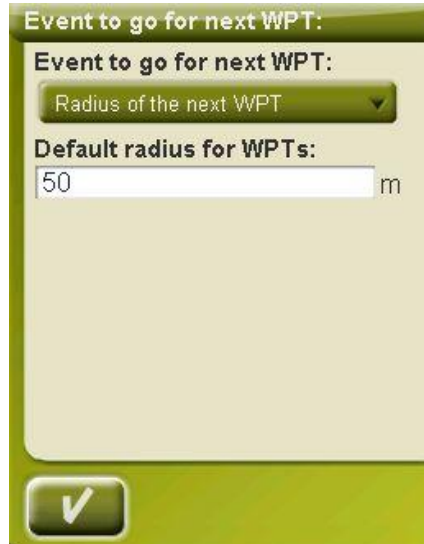 Event to go for next WPT:
Event to go for next WPT:
Radius of the next WPT
Default radius for WPTs:
50 m